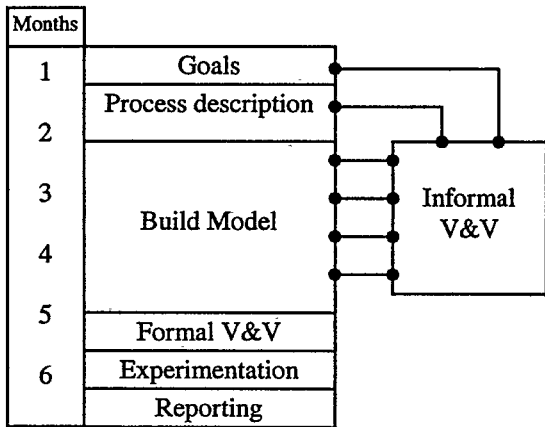 Months
1
Goals
Process description
2
3
Build Model
Informal
V&V
4
5
Formal V&V
6
Experimentation
Reporting